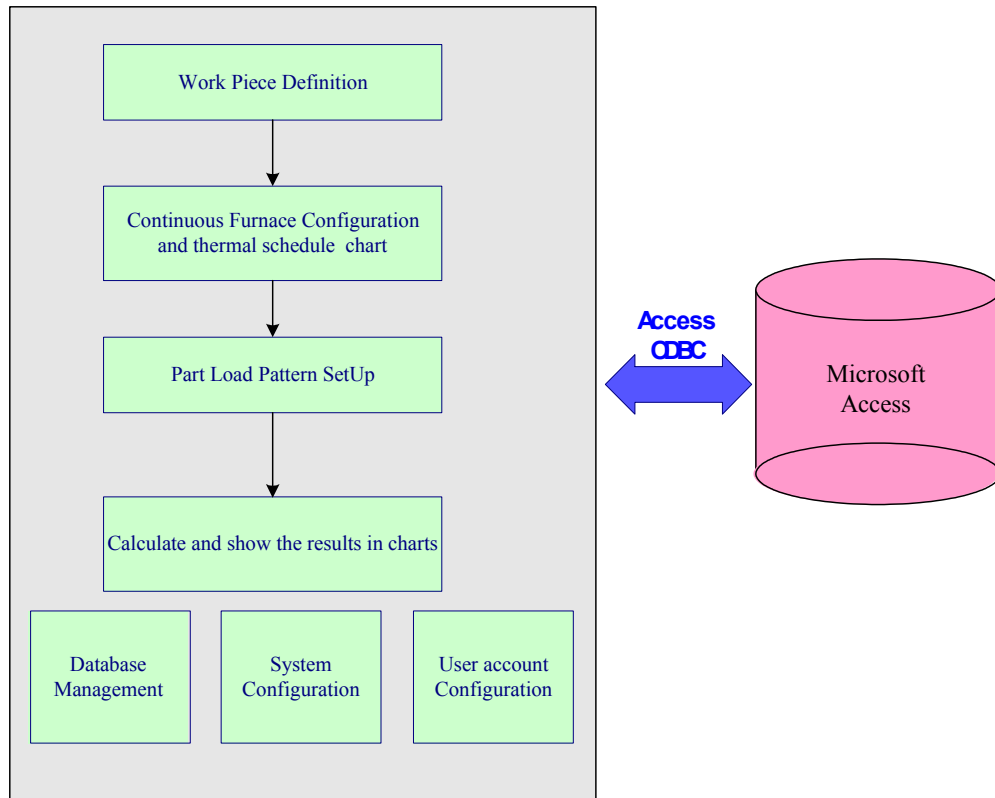 Work Piece Definition
Continuous Furnace Configuration
and thermal schedule chart
Part Load Pattern SetUp
Calculate and show the results in charts
Database
Management
System
Configuration
User account
Configuration
Access
ODBC
Microsoft
Access